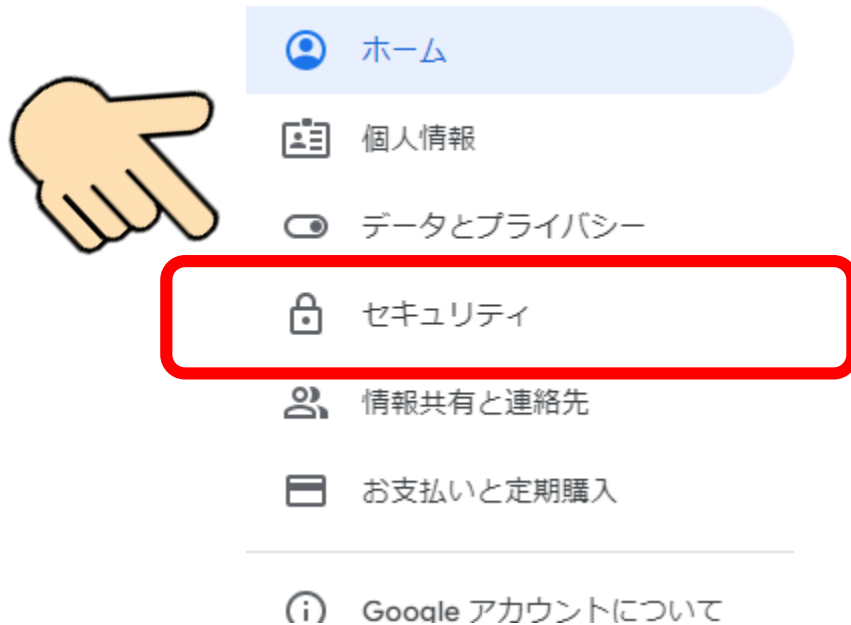 ホーム
個人情報
データとプライバシー
セキュリティ
情報共有と連絡先
お支払いと定期購入
Google アカウントについて